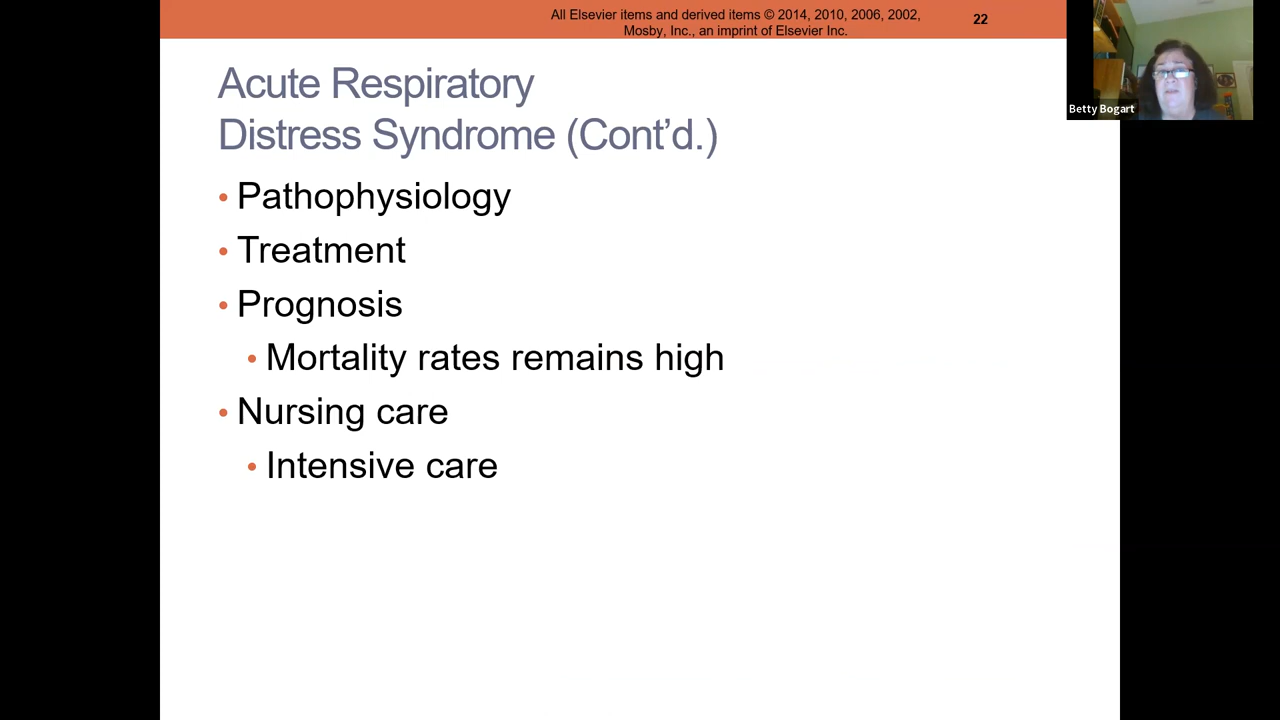 All Elsevier items and derived items © 2014, 2010, 2006, 2002,
Mosby, Inc., an imprint of Elsevier Inc.
22
Betty Bogart
Acute Respiratory
Distress Syndrome (Cont’d.)
• Pathophysiology
• Treatment
• Prognosis
• Mortality rates remains high
• Nursing care
• Intensive care